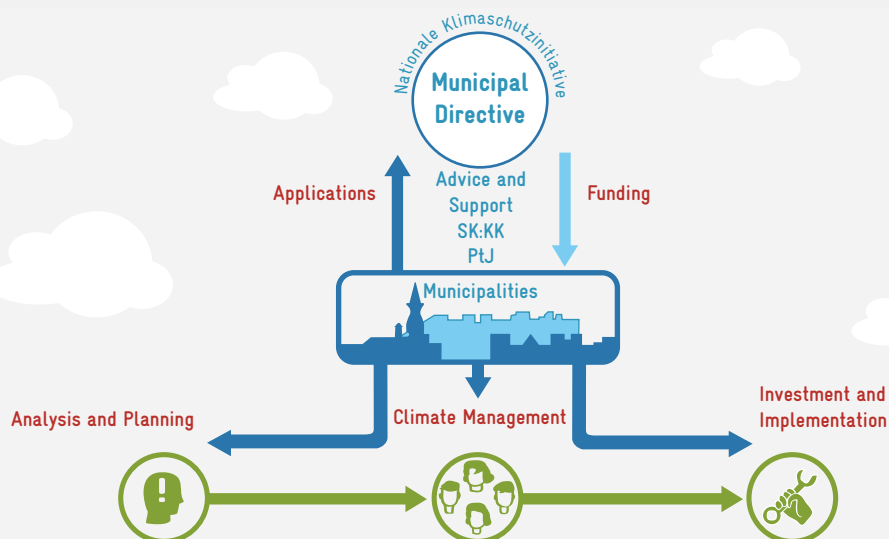 Nationale Klimaschutzinitiative
Municipal
Directive
Applications
Advice and
Support
SK:KK
PtJ
Funding
Municipalities
Analysis and Planning
Climate Management
Investment and
Implementation